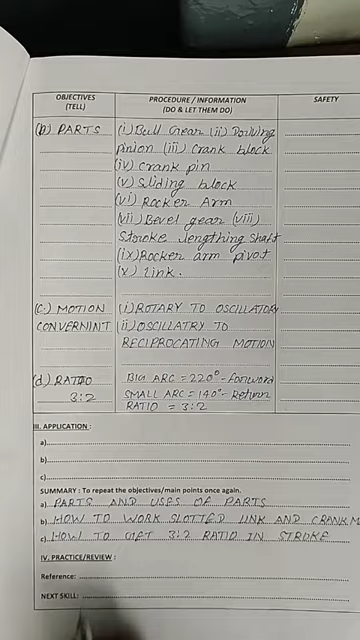 OBJECTIVES (TELL)
PROCEDURE / INFORMATION (DO & LET THEM DO)
SAFETY
(b) PARTS
(i) Bull Gear (ii) Driving
pinion (iii) Crank block
(iv) Crank pin
(v) Sliding block
(vi) Rocker Arm
(vii) Bevel gear (viii)
Stroke lengthing shaft
(ix) Rocker arm pivot
(x) Link.
(c.) MOTION CONVERNINT
(i) ROTARY TO OSCILLATORY
(ii) OSCILLATRY TO
RECIPROCATING MOTION
(d) RATIO 3:2
BIG ARC = 220° - forward
SMALL ARC = 140° - Return
RATIO = 3:2
III. APPLICATION :
a)
b)
c)
SUMMARY : To repeat the objectives/main points once again.
a) PARTS AND USES OF PARTS
b) HOW TO WORK SLOTTED LINK AND CRANK M
c) HOW TO GET 3:2 RATIO IN STROKE
IV. PRACTICE/REVIEW :
Reference:
NEXT SKILL: